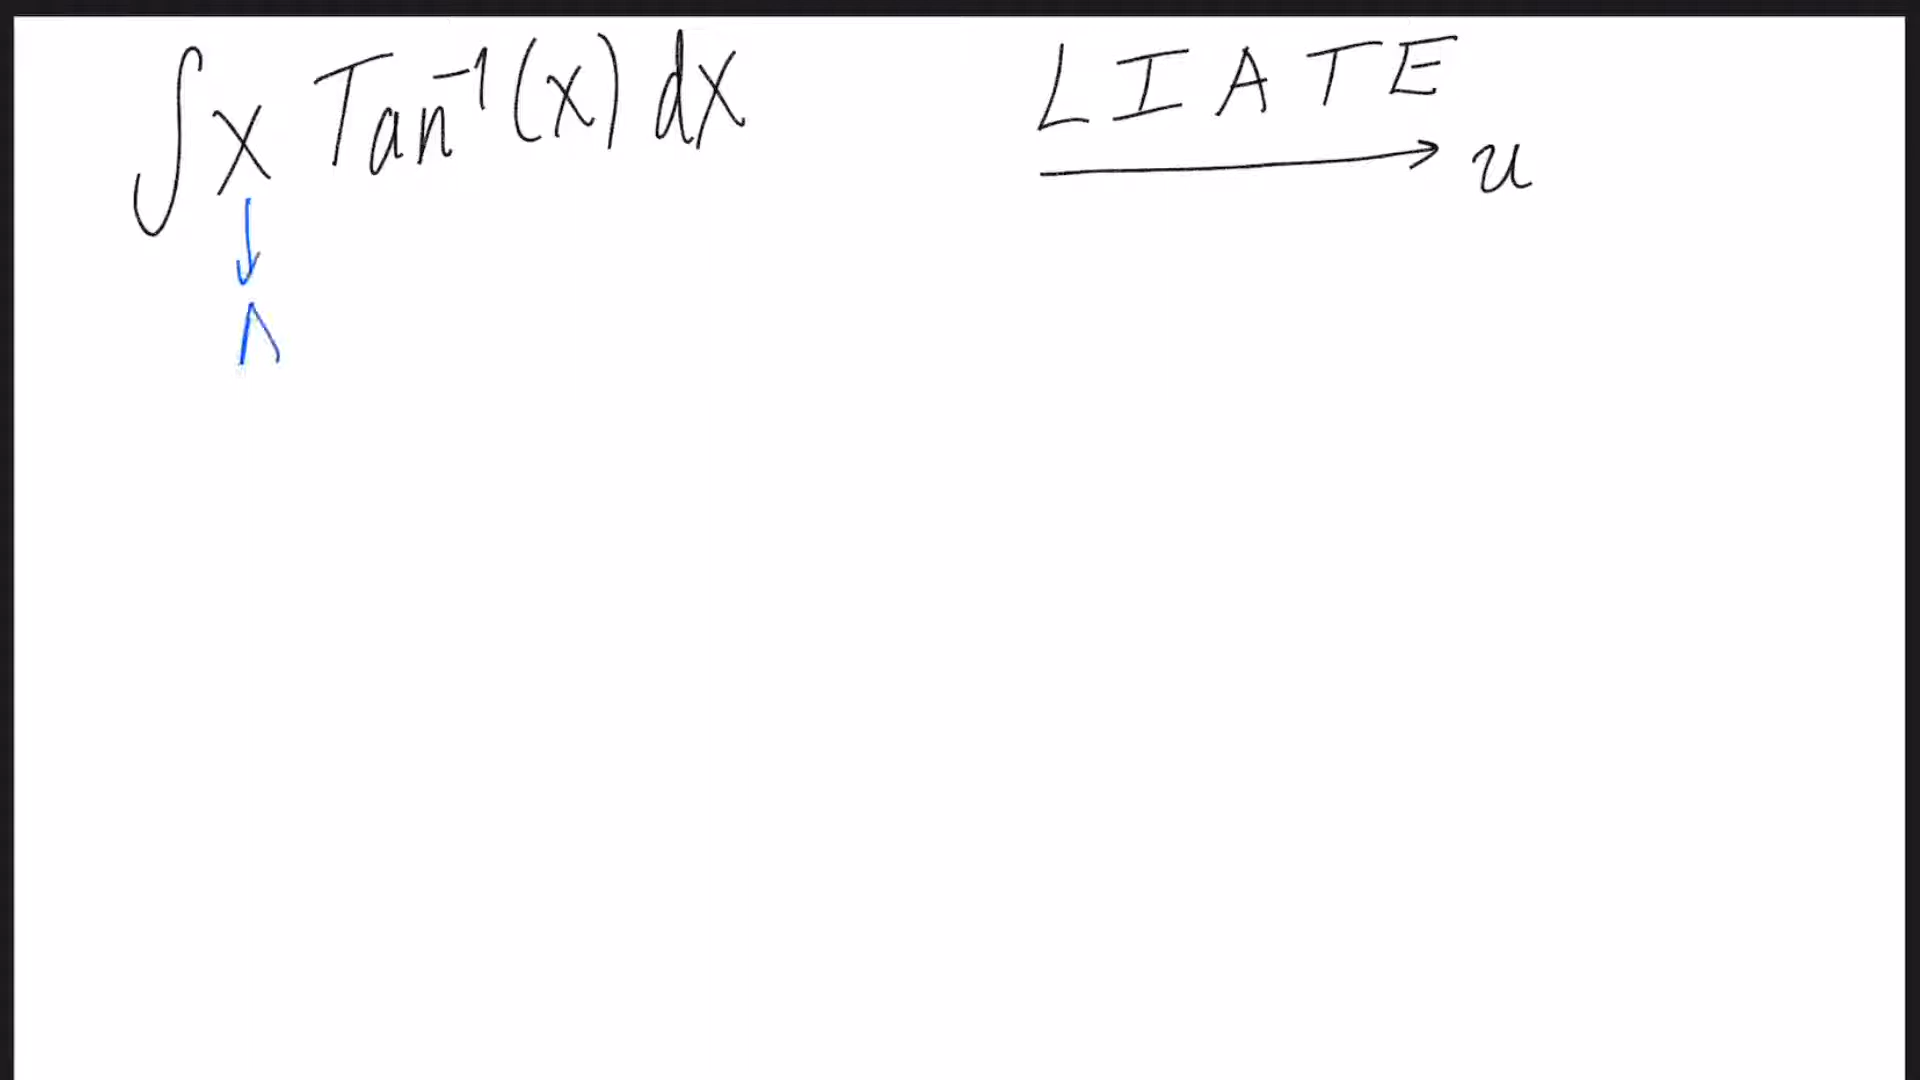 ∫x Tan⁻¹(x) dx
LIATE
u